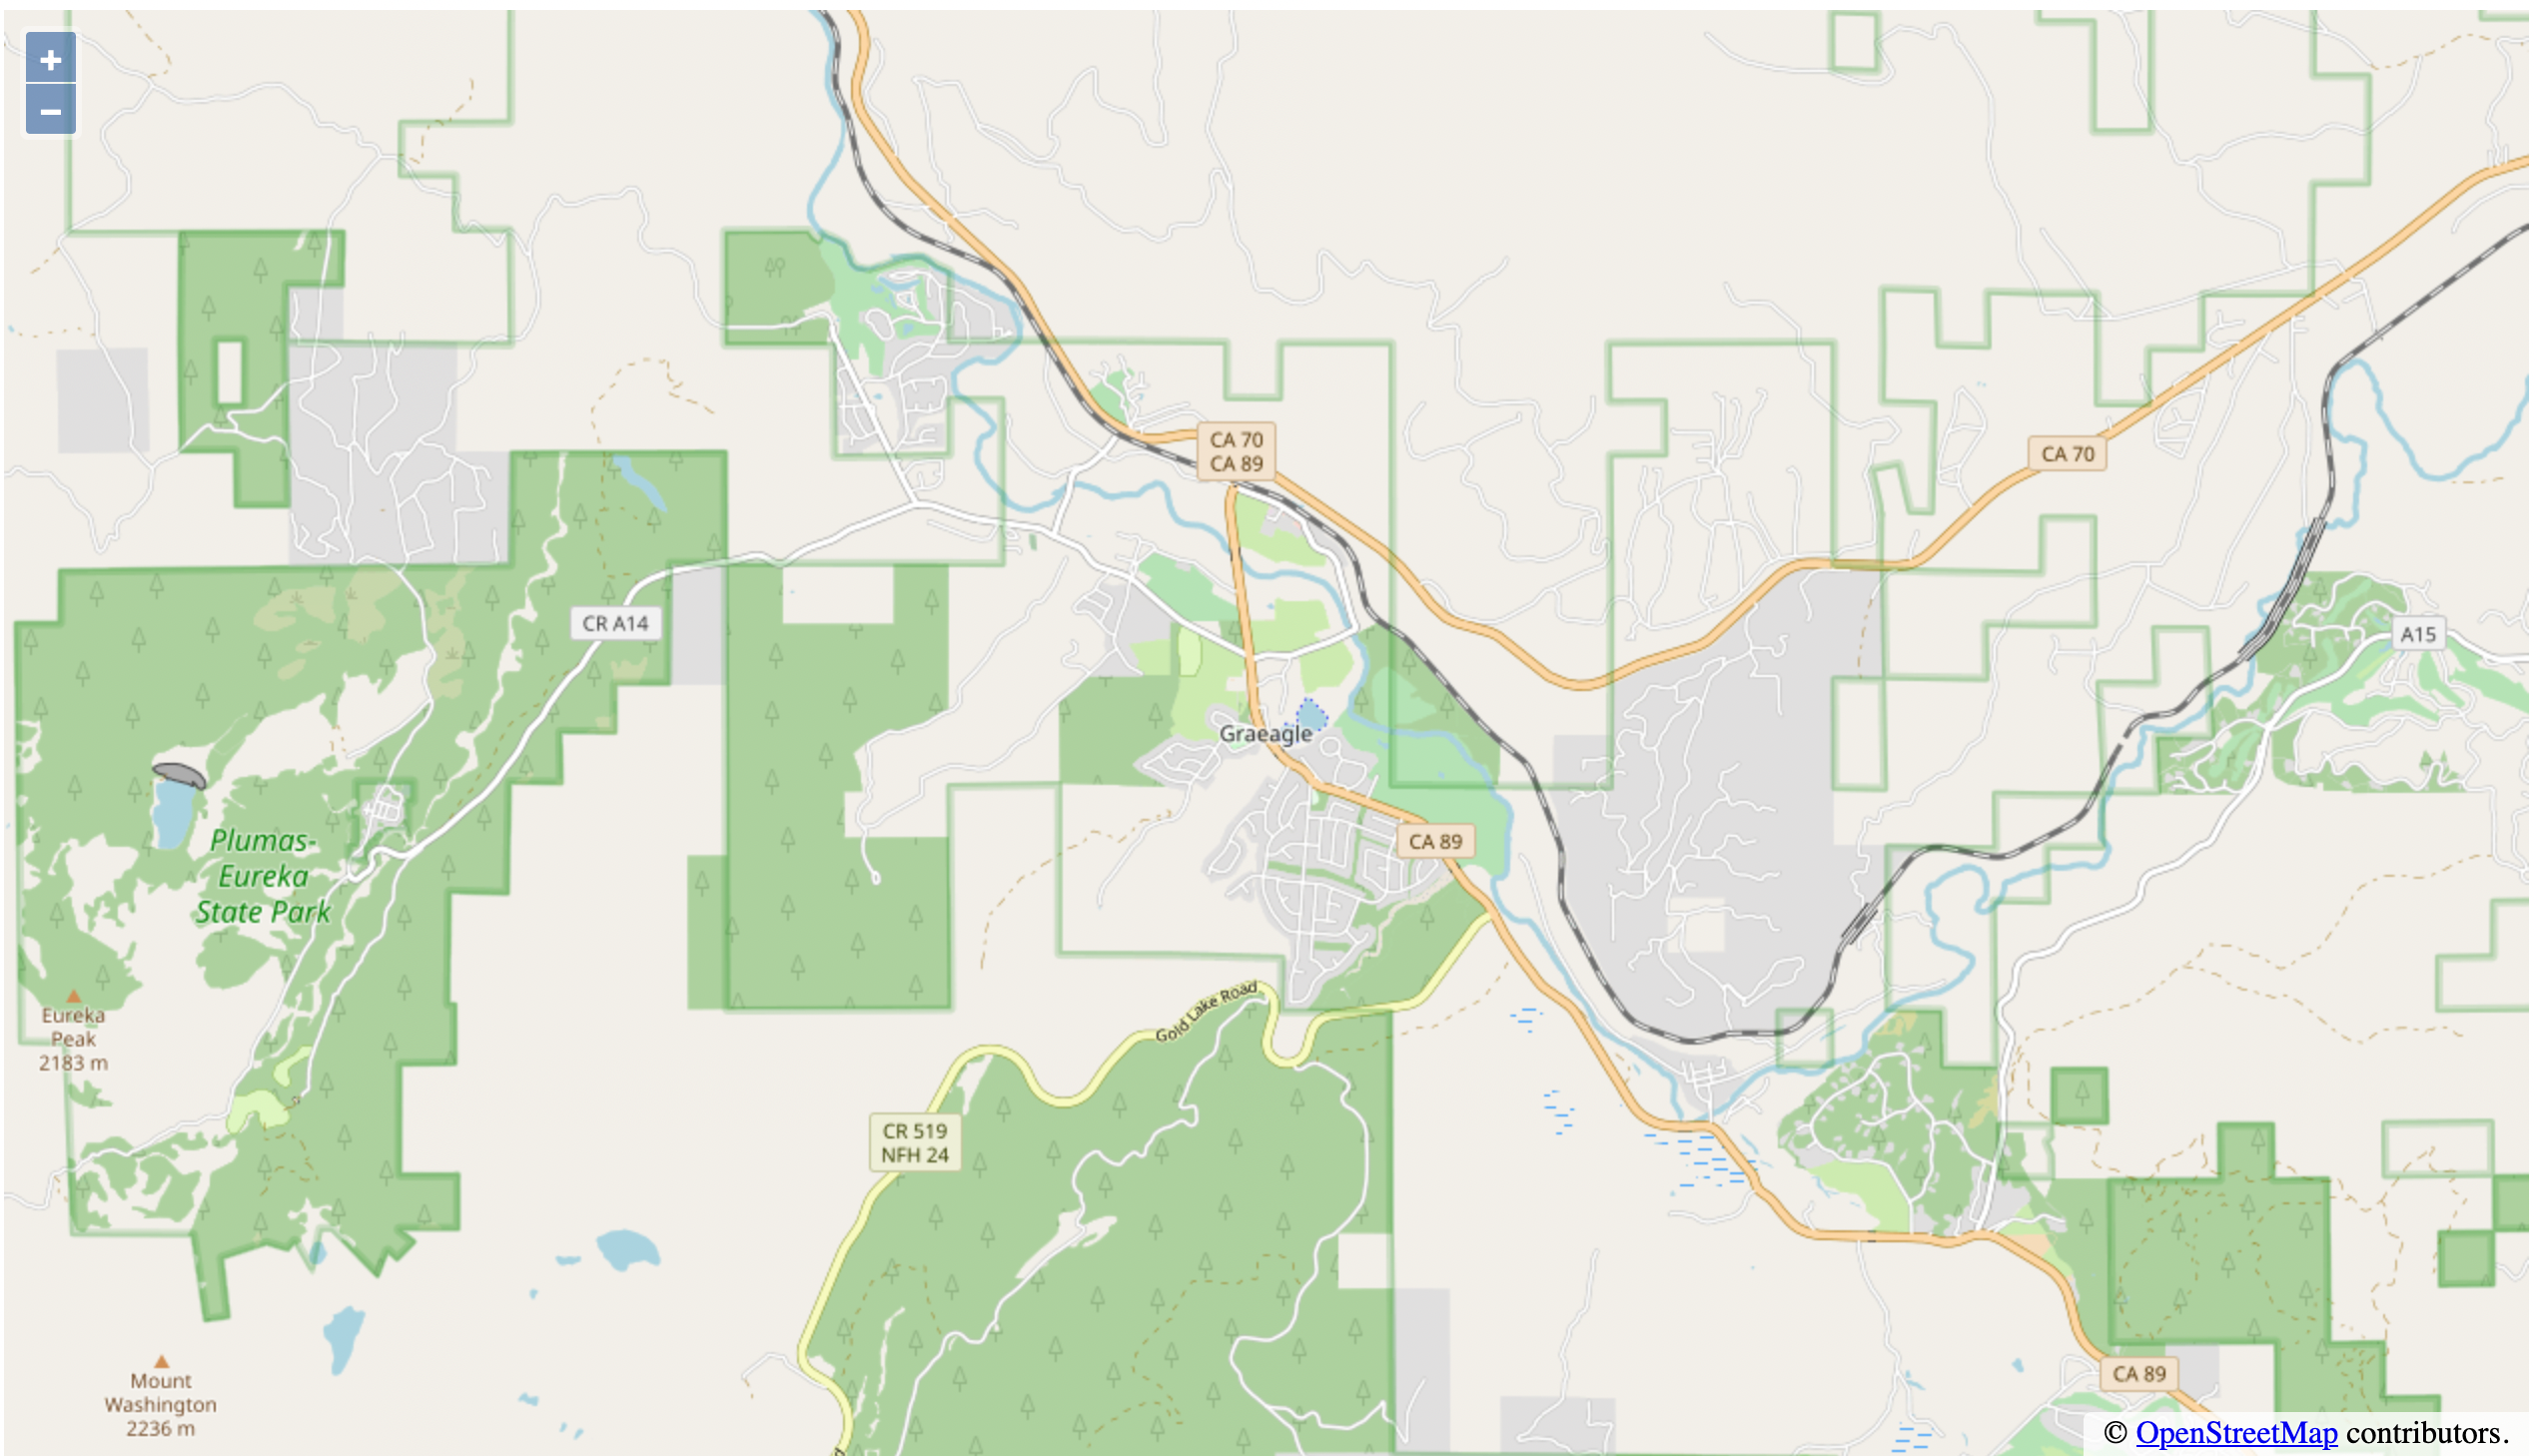 +
−
CA 70
CA 89
CA 70
CR A14
A15
Graeagle
CA 89
Plumas-
Eureka
State Park
Eureka
Peak
2183 m
Gold Lake Road
CR 519
NFH 24
Mount
Washington
2236 m
CA 89
© OpenStreetMap contributors.